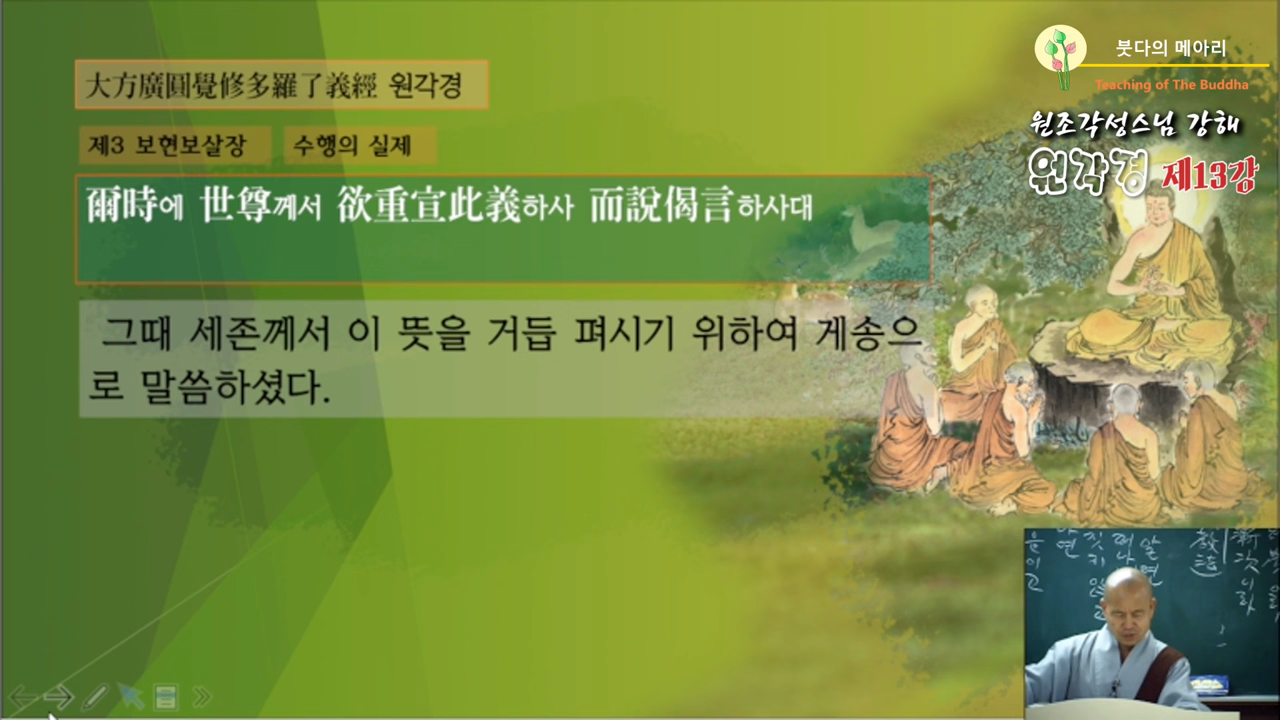 大方廣圓覺修多羅了義經 원각경
제3 보현보살장 수행의 실제
爾時에 世尊께서 欲重宣此義하사 而說偈言하사대
그때 세존께서 이 뜻을 거듭 펴시기 위하여 게송으
로 말씀하셨다.
붓다의 메아리
Teaching of The Buddha
원조각성스님 강해
원각경 제13강